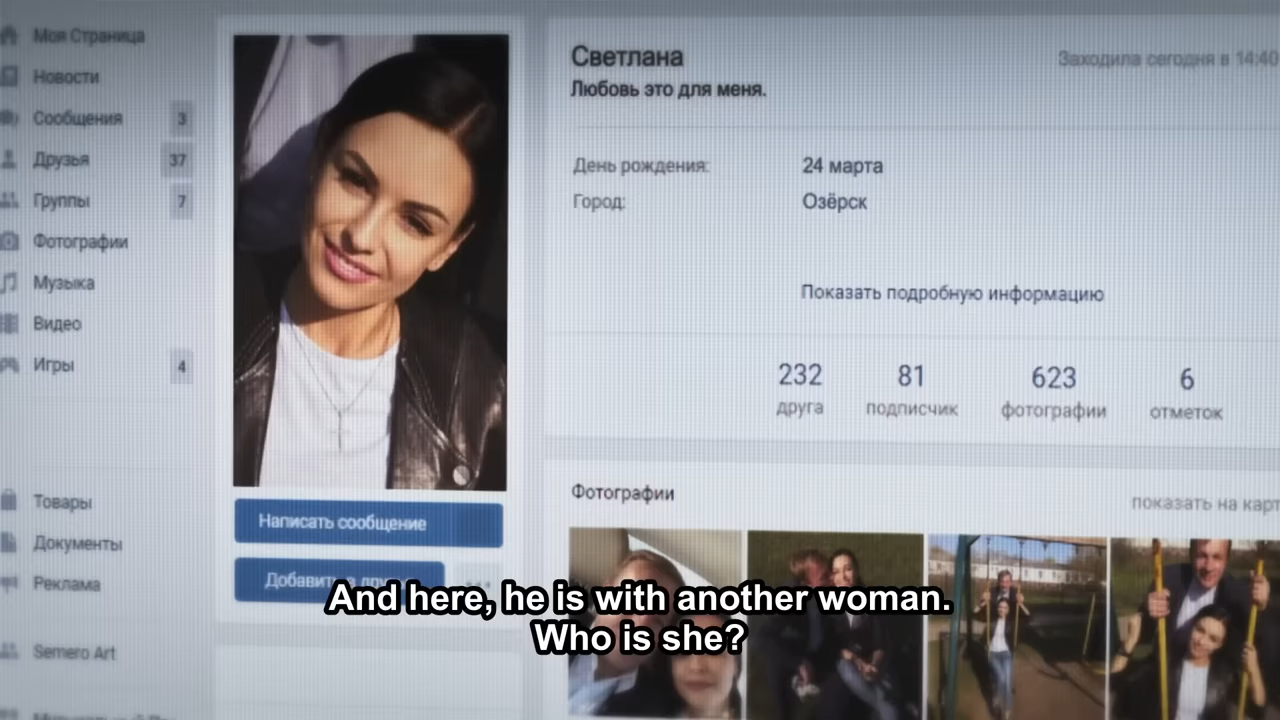 Моя Страница
Новости
Сообщения 3
Друзья 37
Группы 7
Фотографии
Музыка
Видео
Игры 4
Товары
Документы
Реклама
Semero Art
Написать сообщение
Добавить в
Светлана
Заходила сегодня в 14:40
Любовь это для меня.
День рождения: 24 марта
Город: Озёрск
Показать подробную информацию
232 81 623 6
друга подписчик фотографии отметок
Фотографии
показать на
And here, he is with another woman.
Who is she?